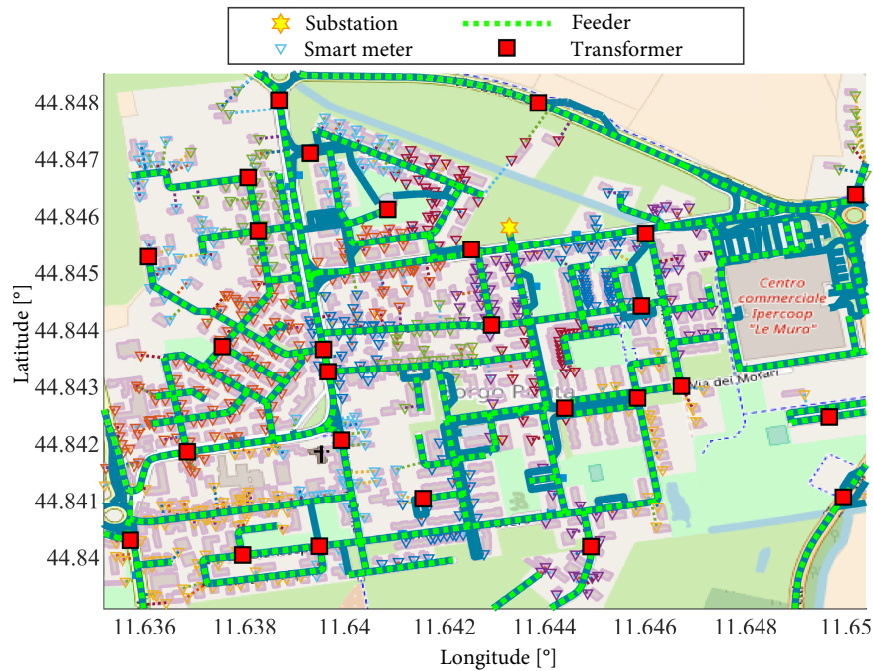 Substation
Feeder
Smart meter
Transformer
44.848
44.847
44.846
44.845
44.844
44.843
44.842
44.841
44.84
Latitude [°]
Centro
commerciale
Ipercoop
"Le Mura"
Via dei Morari
orgo P
11.636
11.638
11.64
11.642
11.644
11.646
11.648
11.65
Longitude [°]